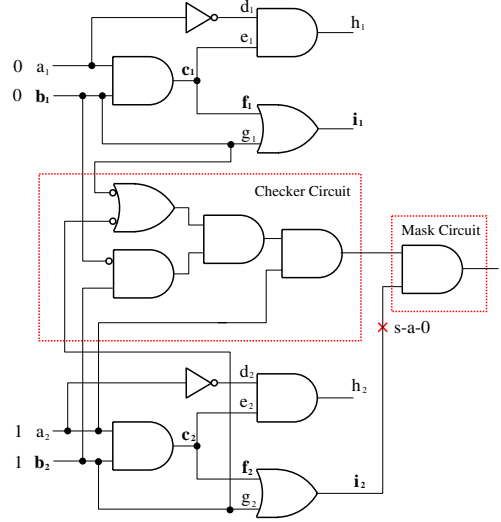 d₁
h₁
e₁
0 a₁
c₁
0 b₁
f₁
i₁
g₁
Checker Circuit
Mask Circuit
s-a-0
d₂
h₂
e₂
1 a₂
c₂
1 b₂
f₂
i₂
g₂